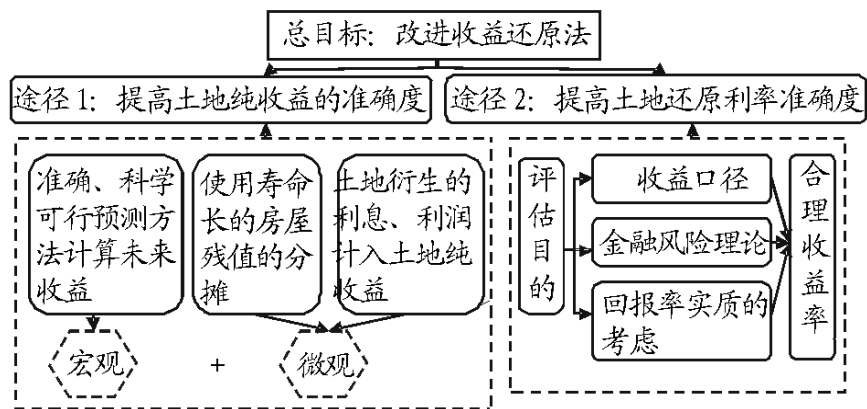 总目标：改进收益还原法
途径1：提高土地纯收益的准确度
途径2：提高土地还原利率准确度
准确、科学
可行预测方
法计算未来
收益
使用寿命
长的房屋
残值的分
摊
土地衍生的
利息、利润
计入土地纯
收益
宏观
+
微观
评估目的
收益口径
金融风险理论
回报率实质的
考虑
合理收益率